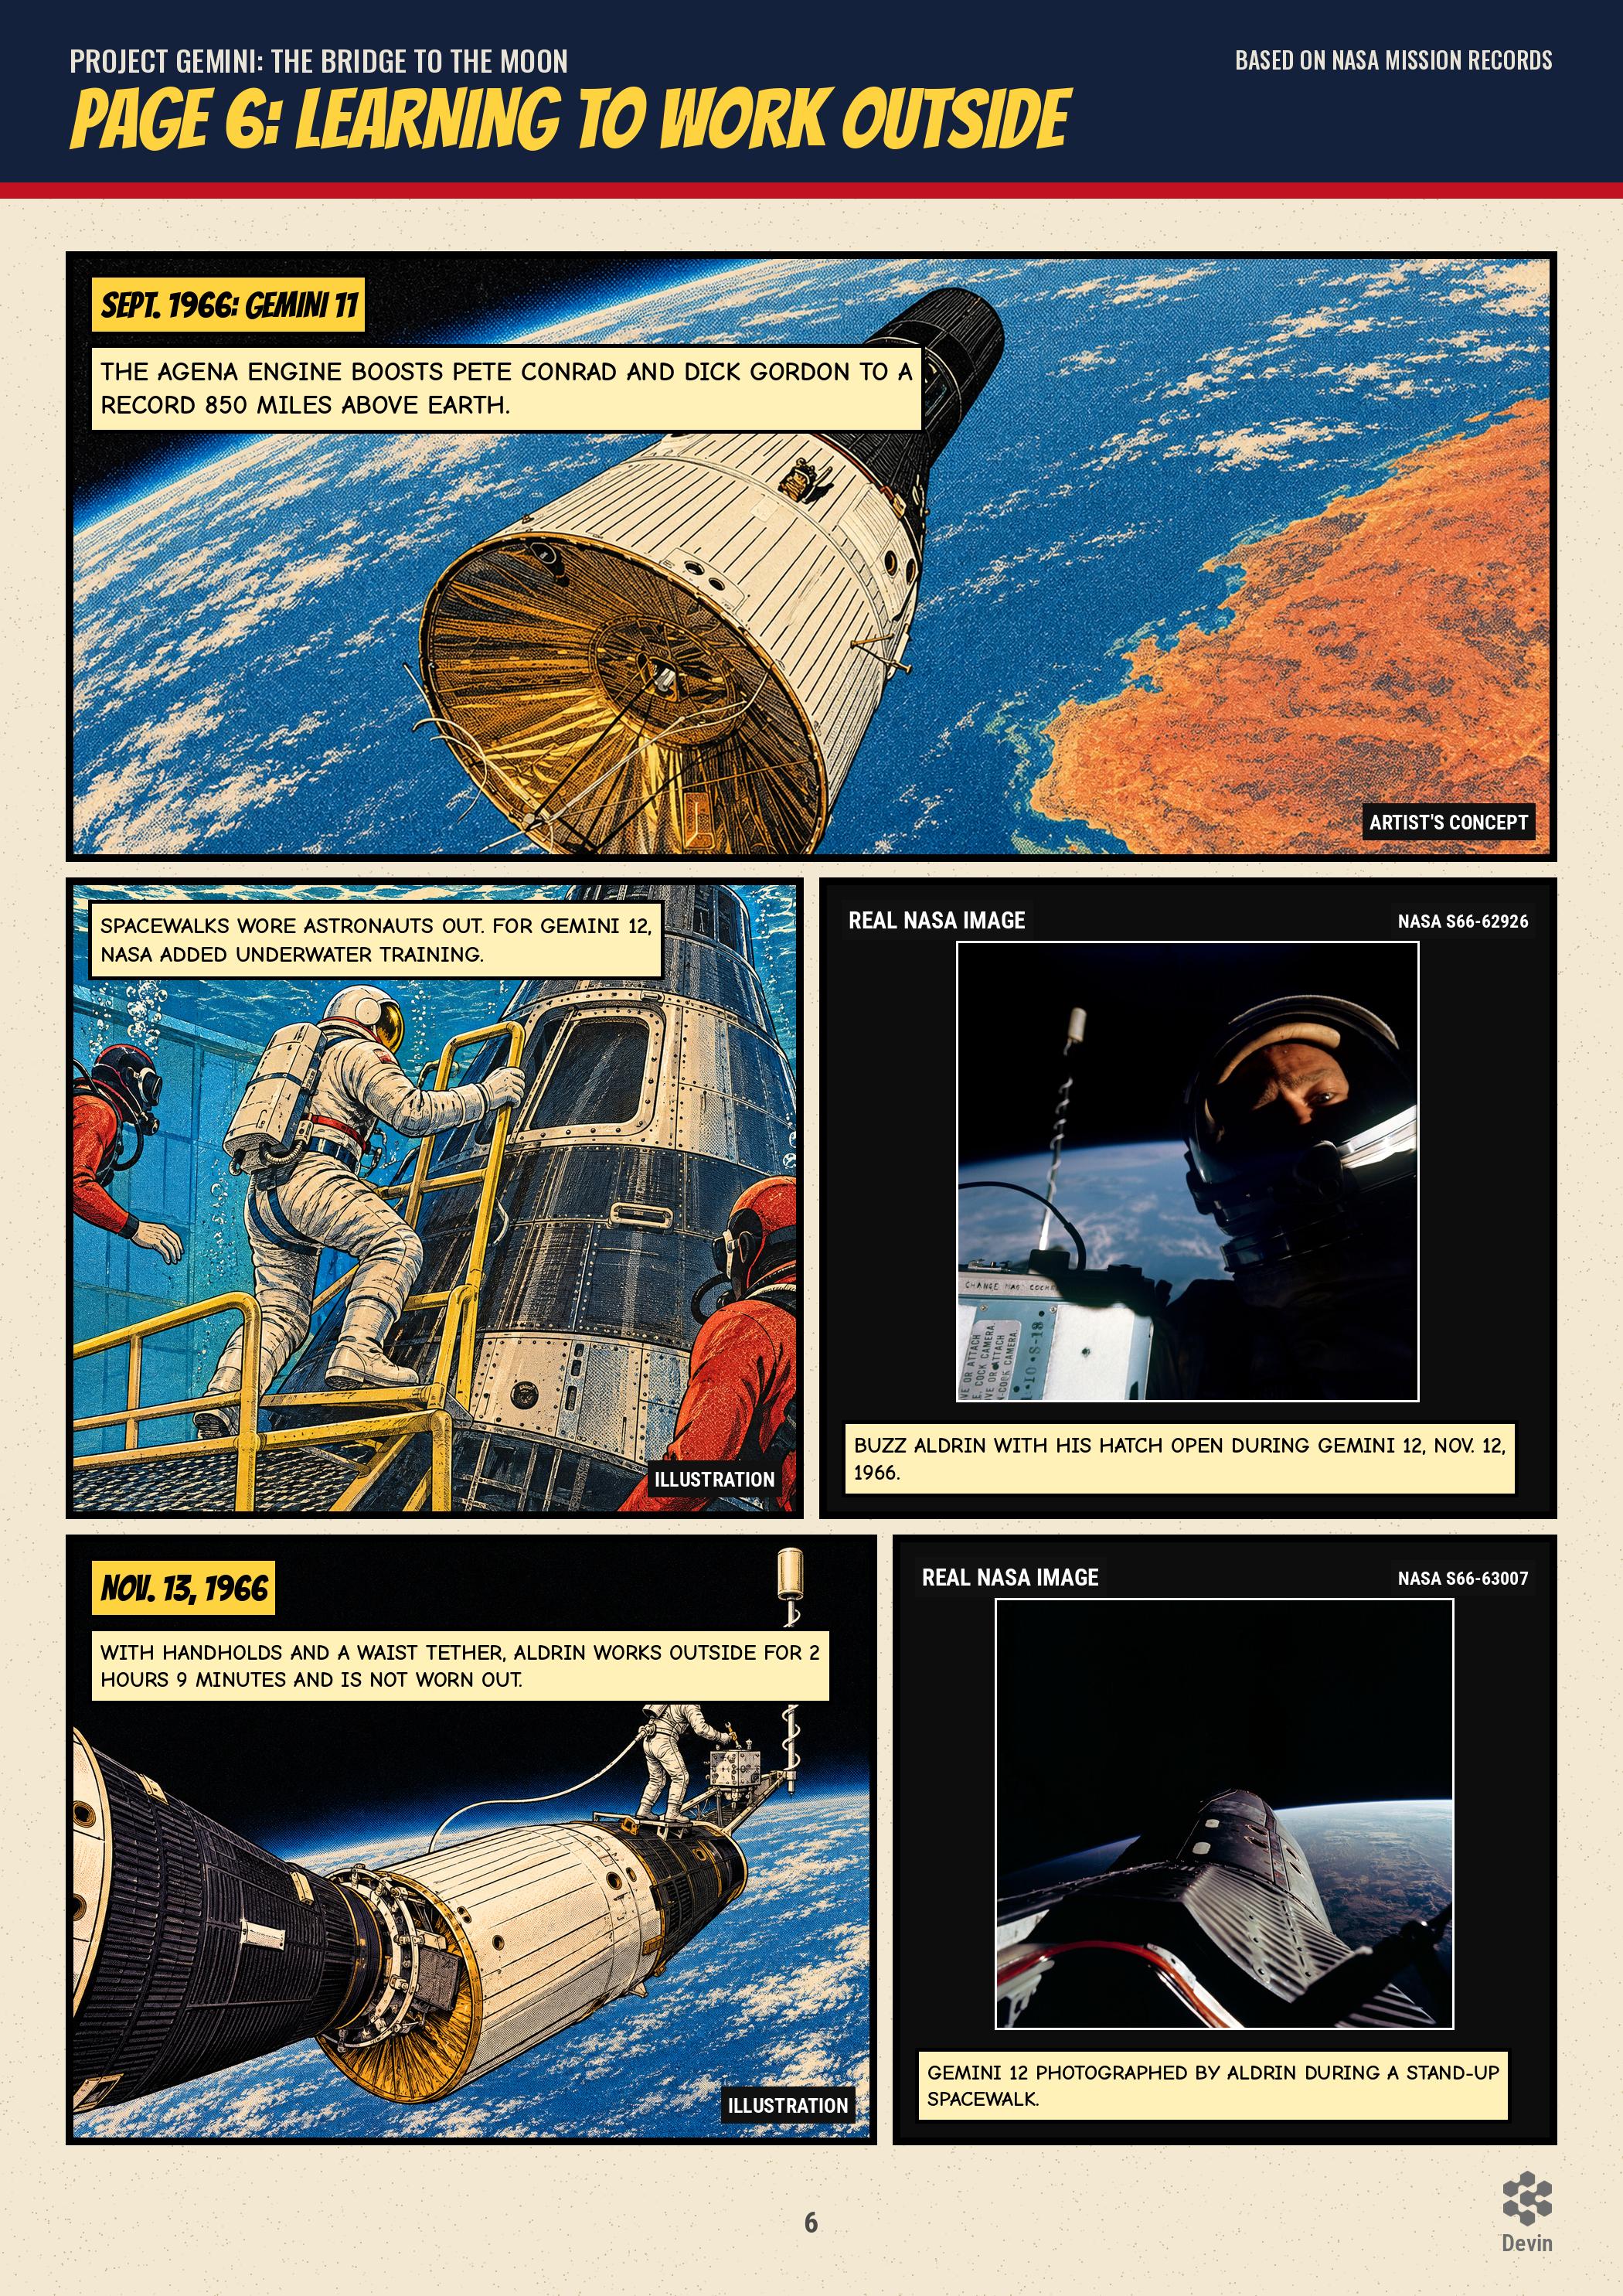 PROJECT GEMINI: THE BRIDGE TO THE MOON
BASED ON NASA MISSION RECORDS
PAGE 6: LEARNING TO WORK OUTSIDE
SEPT. 1966: GEMINI 11
THE AGENA ENGINE BOOSTS PETE CONRAD AND DICK GORDON TO A
RECORD 850 MILES ABOVE EARTH.
ARTIST'S CONCEPT
SPACEWALKS WORE ASTRONAUTS OUT. FOR GEMINI 12,
NASA ADDED UNDERWATER TRAINING.
ILLUSTRATION
REAL NASA IMAGE
NASA S66-62926
BUZZ ALDRIN WITH HIS HATCH OPEN DURING GEMINI 12, NOV. 12,
1966.
NOV. 13, 1966
WITH HANDHOLDS AND A WAIST TETHER, ALDRIN WORKS OUTSIDE FOR 2
HOURS 9 MINUTES AND IS NOT WORN OUT.
ILLUSTRATION
REAL NASA IMAGE
NASA S66-63007
GEMINI 12 PHOTOGRAPHED BY ALDRIN DURING A STAND-UP
SPACEWALK.
6
Devin